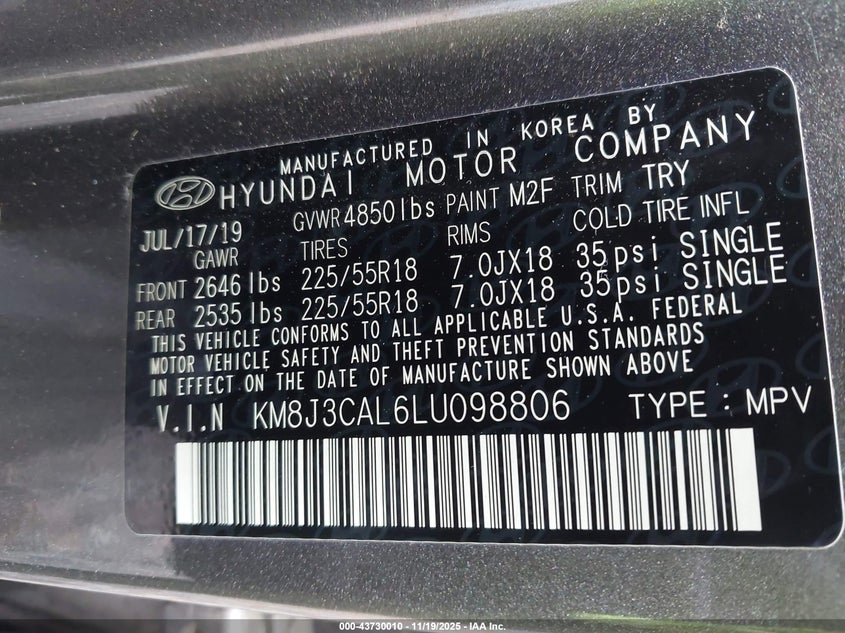 MANUFACTURED IN KOREA BY
HYUNDAI MOTOR COMPANY
JUL/17/19 GVWR 4850 lbs PAINT M2F TRIM TRY
GAWR TIRES RIMS COLD TIRE INFL
FRONT 2646 lbs 225/55R18 7.0JX18 35psi SINGLE
REAR 2535 lbs 225/55R18 7.0JX18 35psi SINGLE
THIS VEHICLE CONFORMS TO ALL APPLICABLE U.S.A. FEDERAL
MOTOR VEHICLE SAFETY AND THEFT PREVENTION STANDARDS
IN EFFECT ON THE DATE OF MANUFACTURE SHOWN ABOVE
V.I.N KM8J3CAL6LU098806 TYPE : MPV
000-43730010 - 11/19/2025 - IAA Inc.